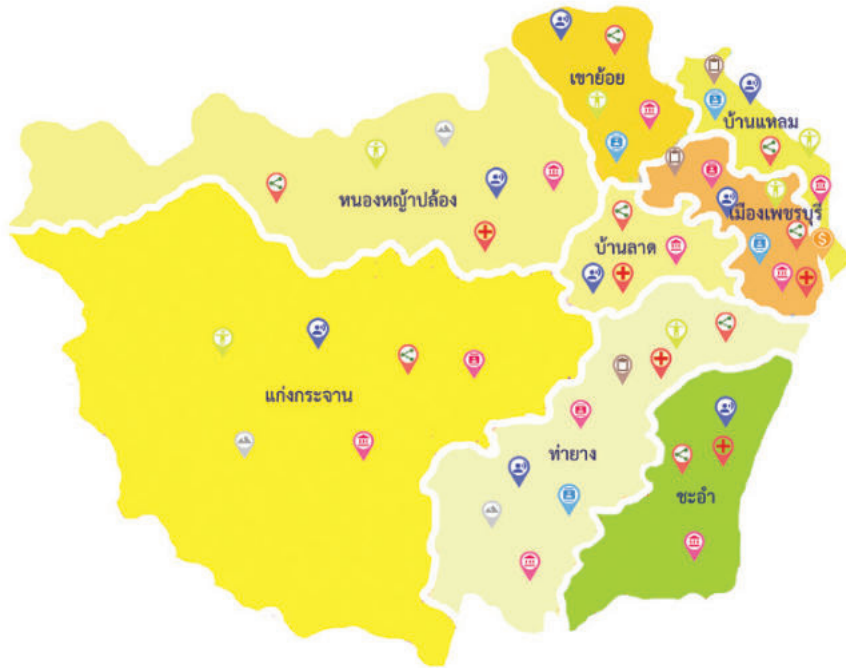 เขาย้อย
บ้านแหลม
หนองหญ้าปล้อง
เมืองเพชรบุรี
บ้านลาด
แก่งกระจาน
ท่ายาง
ชะอำ